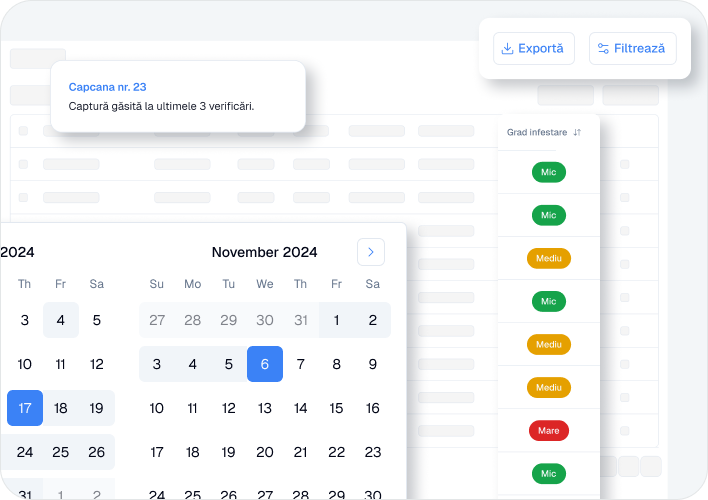 Exportă
Filtrează
Capcana nr. 23
Captură găsită la ultimele 3 verificări.
Grad infestare
Mic
Mic
Mediu
Mic
Mediu
Mediu
Mare
Mic
2024
Th Fr Sa
3 4 5
10 11 12
17 18 19
24 25 26
31 1 2
November 2024
Su Mo Tu We Th Fr Sa
27 28 29 30 31 1 2
3 4 5 6 7 8 9
10 11 12 13 14 15 16
17 18 19 20 21 22 23
24 25 26 27 28 29 30